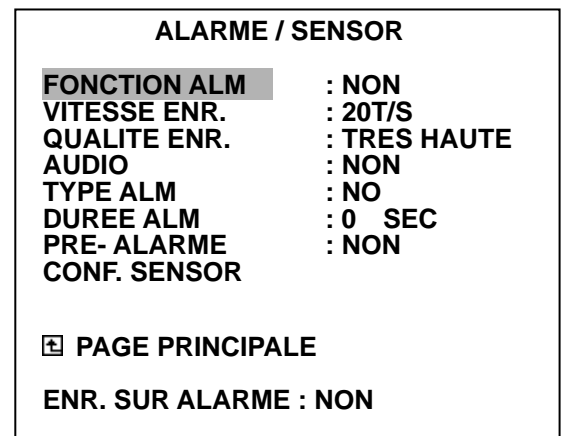 ALARME / SENSOR
FONCTION ALM : NON
VITESSE ENR. : 20T/S
QUALITE ENR. : TRES HAUTE
AUDIO : NON
TYPE ALM : NO
DUREE ALM : 0 SEC
PRE- ALARME : NON
CONF. SENSOR
PAGE PRINCIPALE
ENR. SUR ALARME : NON